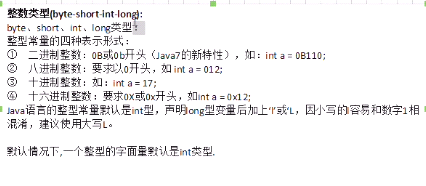 整数类型(byte-short-int-long):
byte、short、int、long类型：
整型常量的四种表示形式：
① 二进制整数：0B或0b开头（Java7的新特性），如：int a = 0B110;
② 八进制整数：要求以0开头，如 int a = 012;
③ 十进制整数：如：int a = 17;
④ 十六进制整数：要求0X或0x开头，如int a = 0x12;
Java语言的整型常量默认是int型，声明long型变量后加上‘l’或‘L’，因小写的l容易和数字1相
混淆，建议使用大写L。
默认情况下,一个整型的字面量默认是int类型.